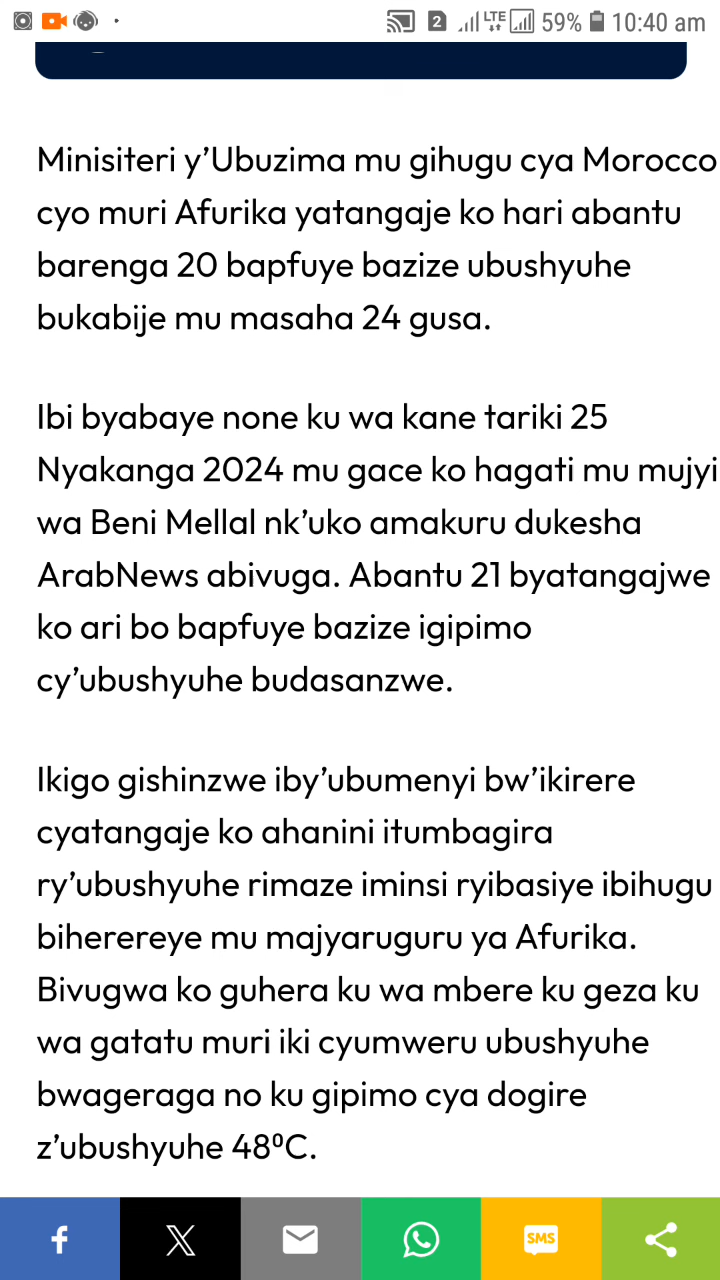 2 LTE 59% 10:40 am
Minisiteri y’Ubuzima mu gihugu cya Morocco
cyo muri Afurika yatangaje ko hari abantu
barenga 20 bapfuye bazize ubushyuhe
bukabije mu masaha 24 gusa.
Ibi byabaye none ku wa kane tariki 25
Nyakanga 2024 mu gace ko hagati mu mujyi
wa Beni Mellal nk’uko amakuru dukesha
ArabNews abivuga. Abantu 21 byatangajwe
ko ari bo bapfuye bazize igipimo
cy’ubushyuhe budasanzwe.
Ikigo gishinzwe iby’ubumenyi bw’ikirere
cyatangaje ko ahanini itumbagira
ry’ubushyuhe rimaze iminsi ryibasiye ibihugu
biherereye mu majyaruguru ya Afurika.
Bivugwa ko guhera ku wa mbere ku geza ku
wa gatatu muri iki cyumweru ubushyuhe
bwageraga no ku gipimo cya dogire
z’ubushyuhe 48⁰C.
SMS